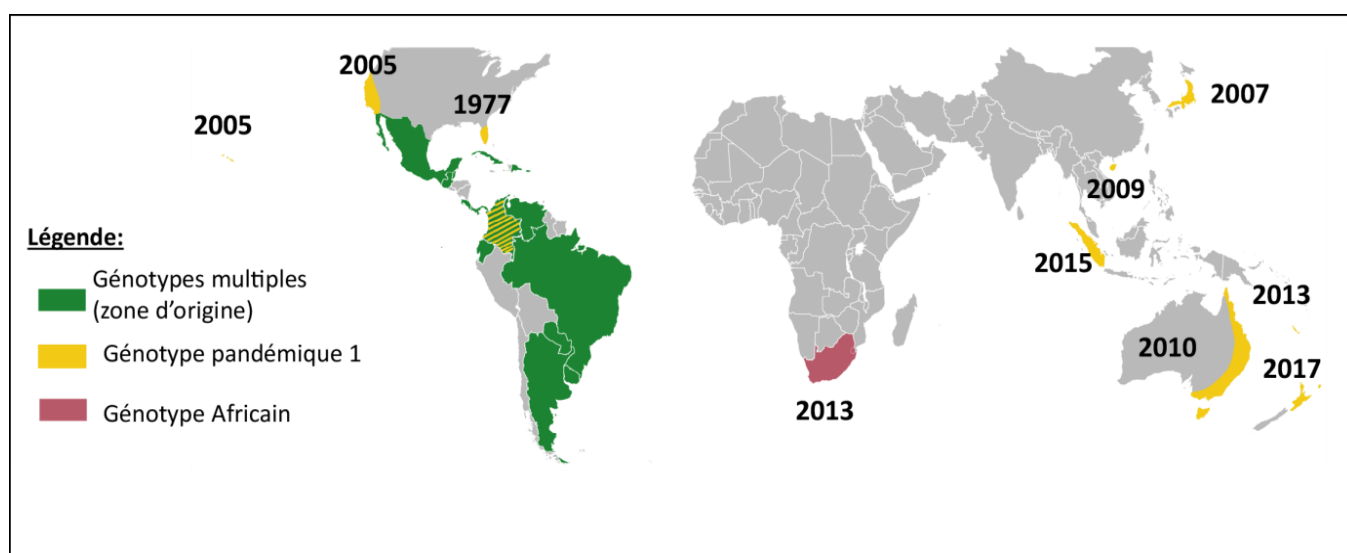 2005
1977
2005
2007
2009
2015
2013
2010
2017
2013
Légende:
Génotypes multiples
(zone d'origine)
Génotype pandémique 1
Génotype Africain